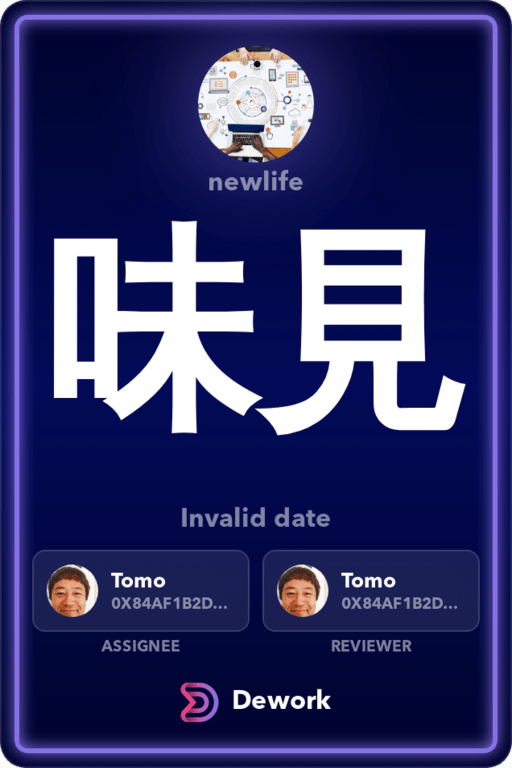 newlife
味見
Invalid date
Tomo
0X84AF1B2D...
ASSIGNEE
Tomo
0X84AF1B2D...
REVIEWER
Dework